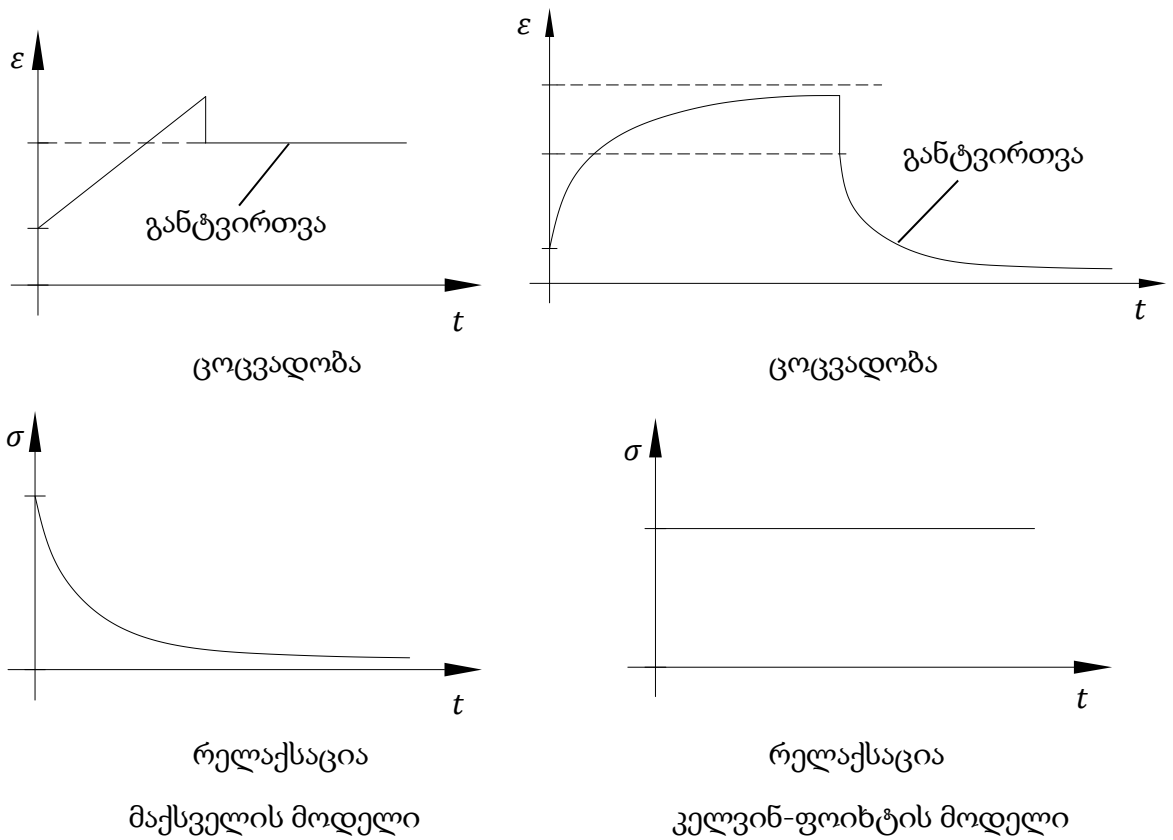 ε
განტვირთვა
t
ცოცვადობა
ε
განტვირთვა
t
ცოცვადობა
σ
t
რელაქსაცია
მაქსველის მოდელი
σ
t
რელაქსაცია
კელვინ-ფოიხტის მოდელი